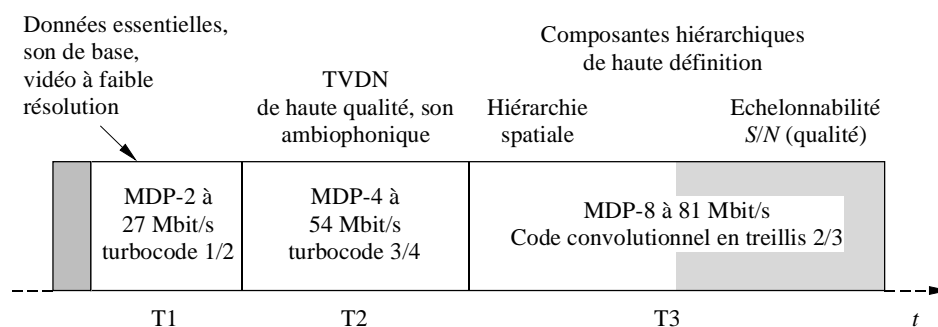 Données essentielles,
son de base,
vidéo à faible
résolution
TVDN
de haute qualité, son
ambiophonique
Composantes hiérarchiques
de haute définition
Hiérarchie
spatiale
Echelonnabilité
S/N (qualité)
MDP-2 à
27 Mbit/s
turbocode 1/2
MDP-4 à
54 Mbit/s
turbocode 3/4
MDP-8 à 81 Mbit/s
Code convolutionnel en treillis 2/3
T1
T2
T3
t